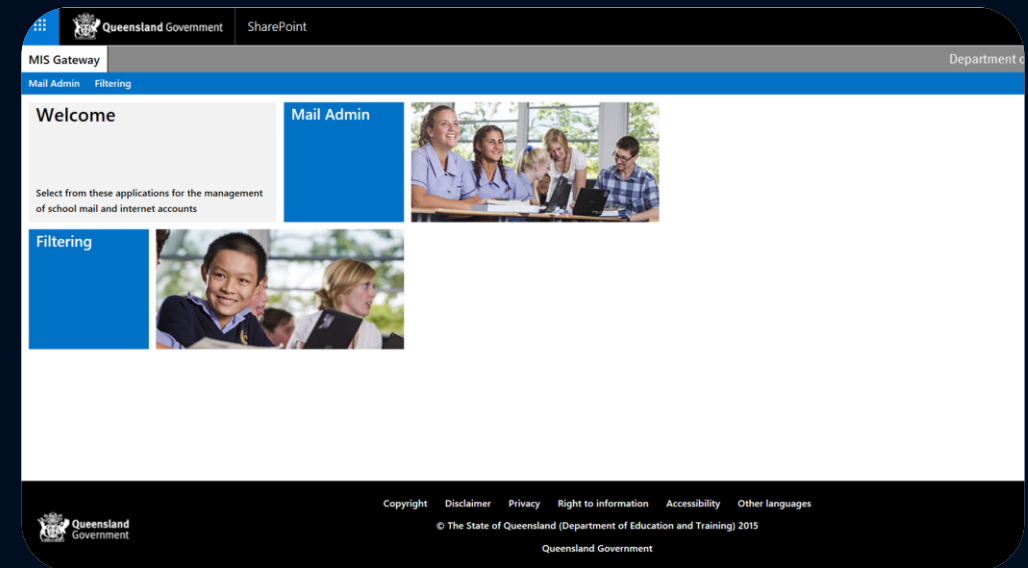 Queensland Government SharePoint
MIS Gateway
Department
Mail Admin Filtering
Welcome
Select from these applications for the management
of school mail and internet accounts
Mail Admin
Filtering
Copyright Disclaimer Privacy Right to information Accessibility Other languages
© The State of Queensland (Department of Education and Training) 2015
Queensland Government
Queensland
Government